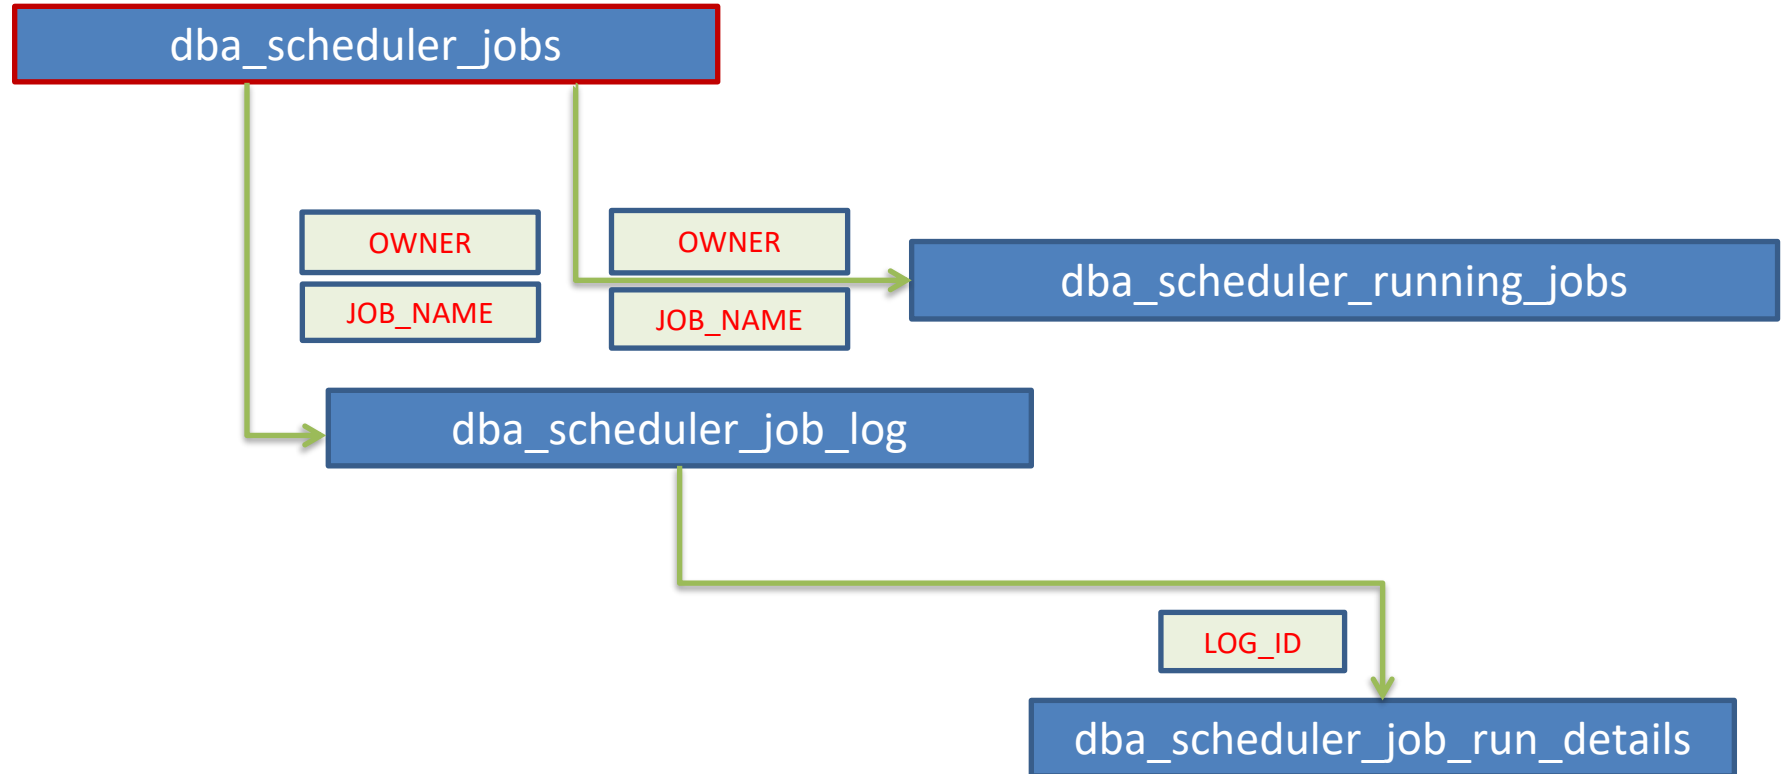 dba_scheduler_jobs
OWNER
OWNER
dba_scheduler_running_jobs
JOB_NAME
JOB_NAME
dba_scheduler_job_log
LOG_ID
dba_scheduler_job_run_details